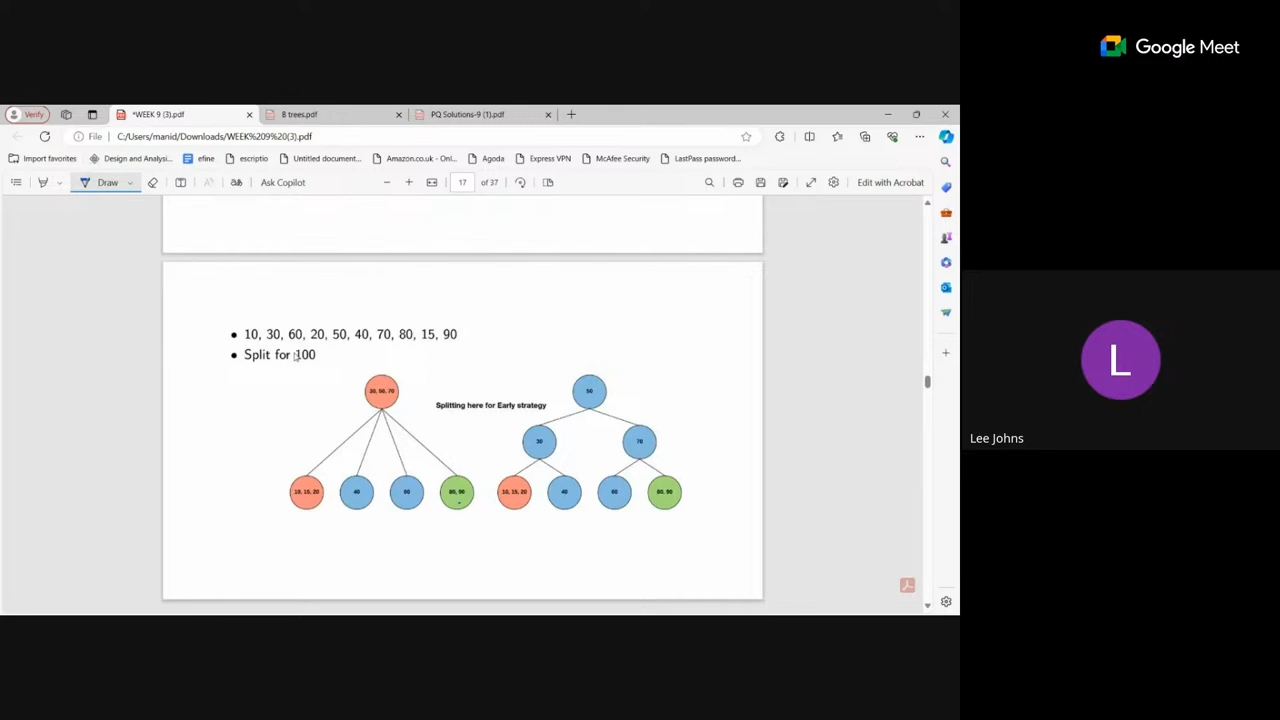 Google Meet
Verify
*WEEK 9 (3).pdf
B trees.pdf
PQ Solutions-9 (1).pdf
File
C:/Users/manid/Downloads/WEEK%209%20(3).pdf
Import favorites
Design and Analysi...
efine
escriptio
Untitled document...
Amazon.co.uk - Onl...
Agoda
Express VPN
McAfee Security
LastPass password...
Draw
Ask Copilot
17
of 37
Edit with Acrobat
• 10, 30, 60, 20, 50, 40, 70, 80, 15, 90
• Split for 100
30, 50, 70
Splitting here for Early strategy
50
30
70
10, 15, 20
40
60
80, 90
10, 15, 20
40
60
80, 90
L
Lee Johns